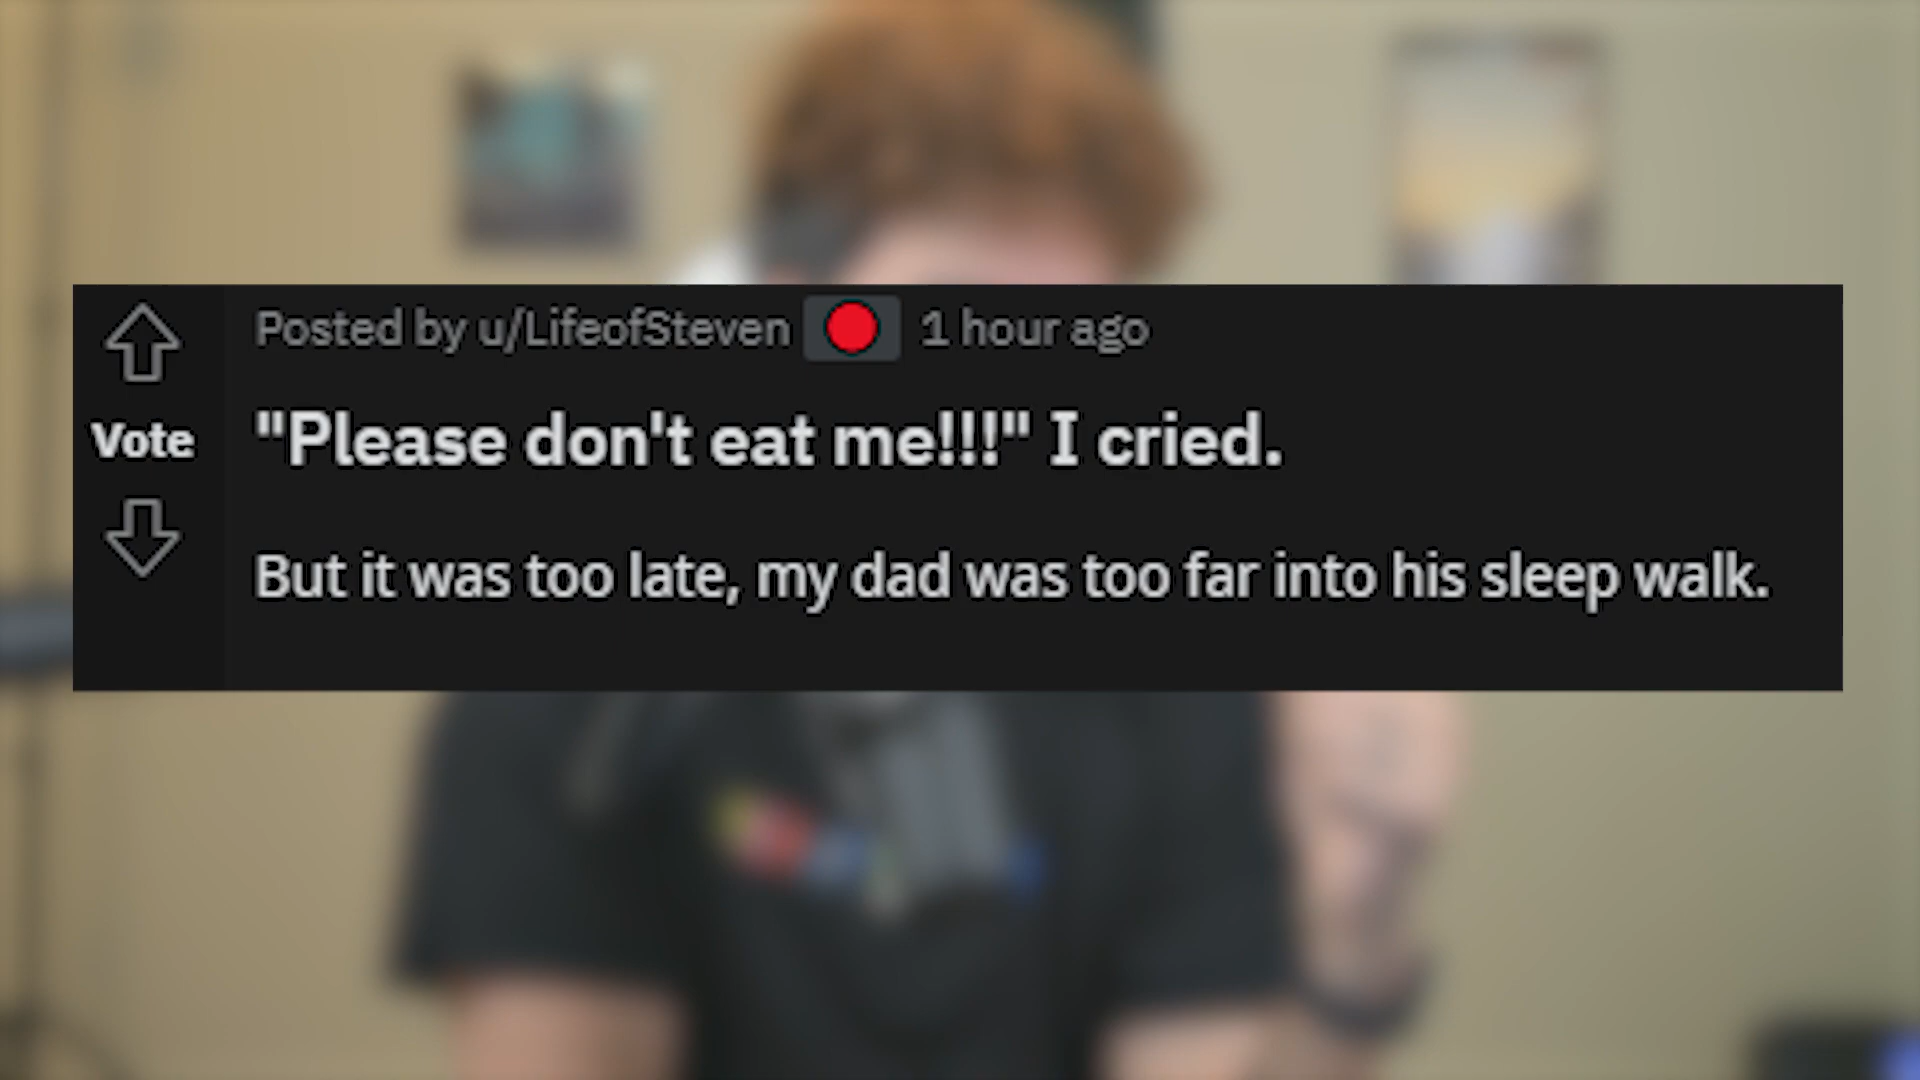 Posted by u/LifeofSteven 1 hour ago
Vote
"Please don't eat me!!!" I cried.
But it was too late, my dad was too far into his sleep walk.